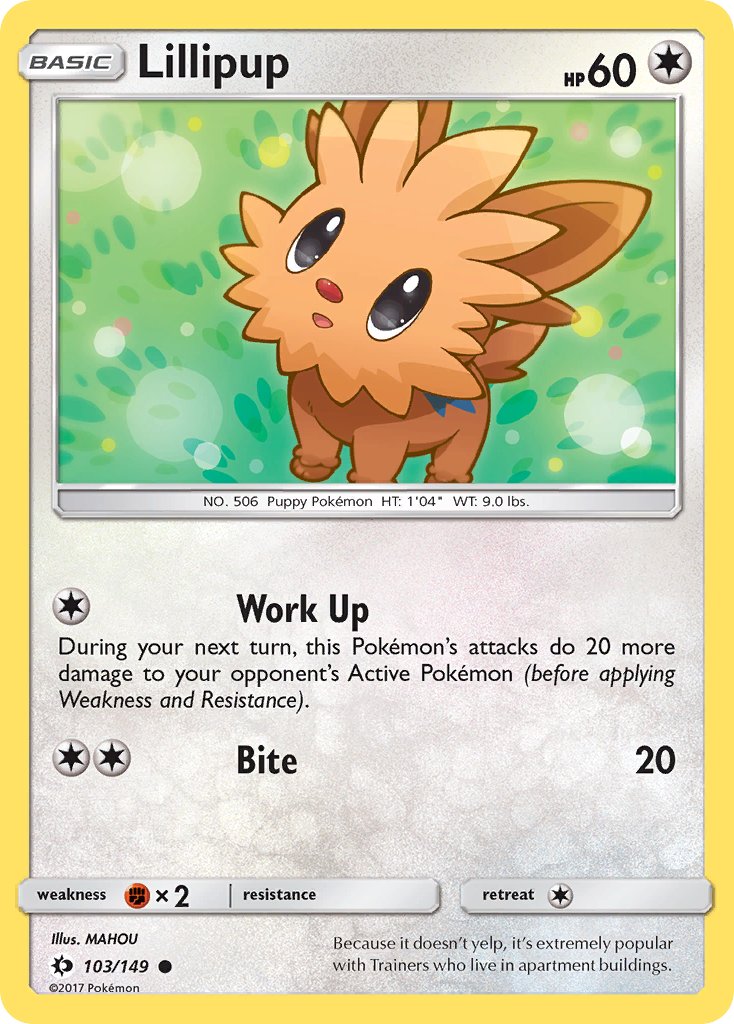 BASIC Lillipup HP60
NO. 506 Puppy Pokémon HT: 1'04" WT: 9.0 lbs.
Work Up
During your next turn, this Pokémon's attacks do 20 more
damage to your opponent's Active Pokémon (before applying
Weakness and Resistance).
Bite 20
weakness × 2 resistance retreat
Illus. MAHOU
103/149
©2017 Pokémon
Because it doesn't yelp, it's extremely popular
with Trainers who live in apartment buildings.